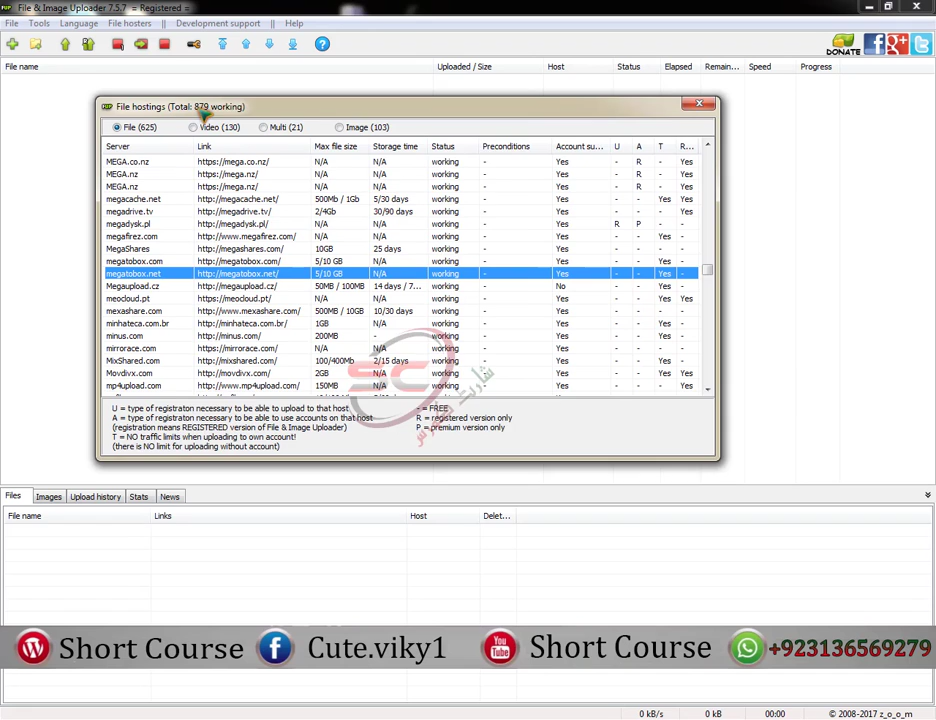 File & Image Uploader 7.5.7 = Registered =
File Tools Language File hosters || Development support || Help
DONATE
File name Uploaded / Size Host Status Elapsed Remain... Speed Progress
File hostings (Total: 879 working)
File (625) Video (130) Multi (21) Image (103)
Server Link Max file size Storage time Status Preconditions Account su... U A T R...
MEGA.co.nz https://mega.co.nz/ N/A N/A working - Yes - R - Yes
MEGA.nz https://mega.nz/ N/A N/A working - Yes - R - Yes
MEGA.nz https://mega.nz/ N/A N/A working - Yes - R - Yes
megacache.net http://megacache.net/ 500Mb / 1Gb 5/30 days working - Yes - - Yes Yes
megadrive.tv http://megadrive.tv/ 2/4Gb 30/90 days working - Yes - - - Yes
megadysk.pl http://megadysk.pl/ N/A N/A working - Yes R P - -
megafirez.com http://www.megafirez.com/ N/A N/A working - Yes - - Yes -
MegaShares http://megashares.com/ 10GB 25 days working - Yes - - - -
megatobox.com http://megatobox.com/ 5/10 GB N/A working - Yes - - Yes -
megatobox.net http://megatobox.net/ 5/10 GB N/A working - Yes - - Yes -
Megaupload.cz http://megaupload.cz/ 50MB / 100MB 14 days / 7... working - No - - - -
meocloud.pt https://meocloud.pt/ N/A N/A working - Yes - - Yes Yes
mexashare.com http://www.mexashare.com/ 500MB / 10GB 10/30 days working - Yes - - - -
minhateca.com.br http://minhateca.com.br/ 1GB N/A working - Yes - - Yes -
minus.com http://minus.com/ 200MB - working - Yes - - Yes -
mirrorace.com https://mirrorace.com/ N/A N/A working - Yes - - - -
MixShared.com http://mixshared.com/ 100/400Mb 2/15 days working - Yes - - Yes -
Movdivx.com http://movdivx.com/ 2GB N/A working - Yes - - Yes Yes
mp4upload.com http://www.mp4upload.com/ 150MB N/A working - Yes - - Yes Yes
SC
شارٹ کورس
U = type of registraton necessary to be able to upload to that host - = FREE
A = type of registration necessary to be able to use accounts on that host R = registered version only
(registration means REGISTERED version of File & Image Uploader) P = premium version only
T = NO traffic limits when uploading to own account!
(there is NO limit for uploading without account)
Files Images Upload history Stats News
File name Links Host Delet...
Short Course Cute.viky1 You Tube Short Course +923136569279
0 kB/s 0 kB 00:00 © 2008-2017 z_o_o_m